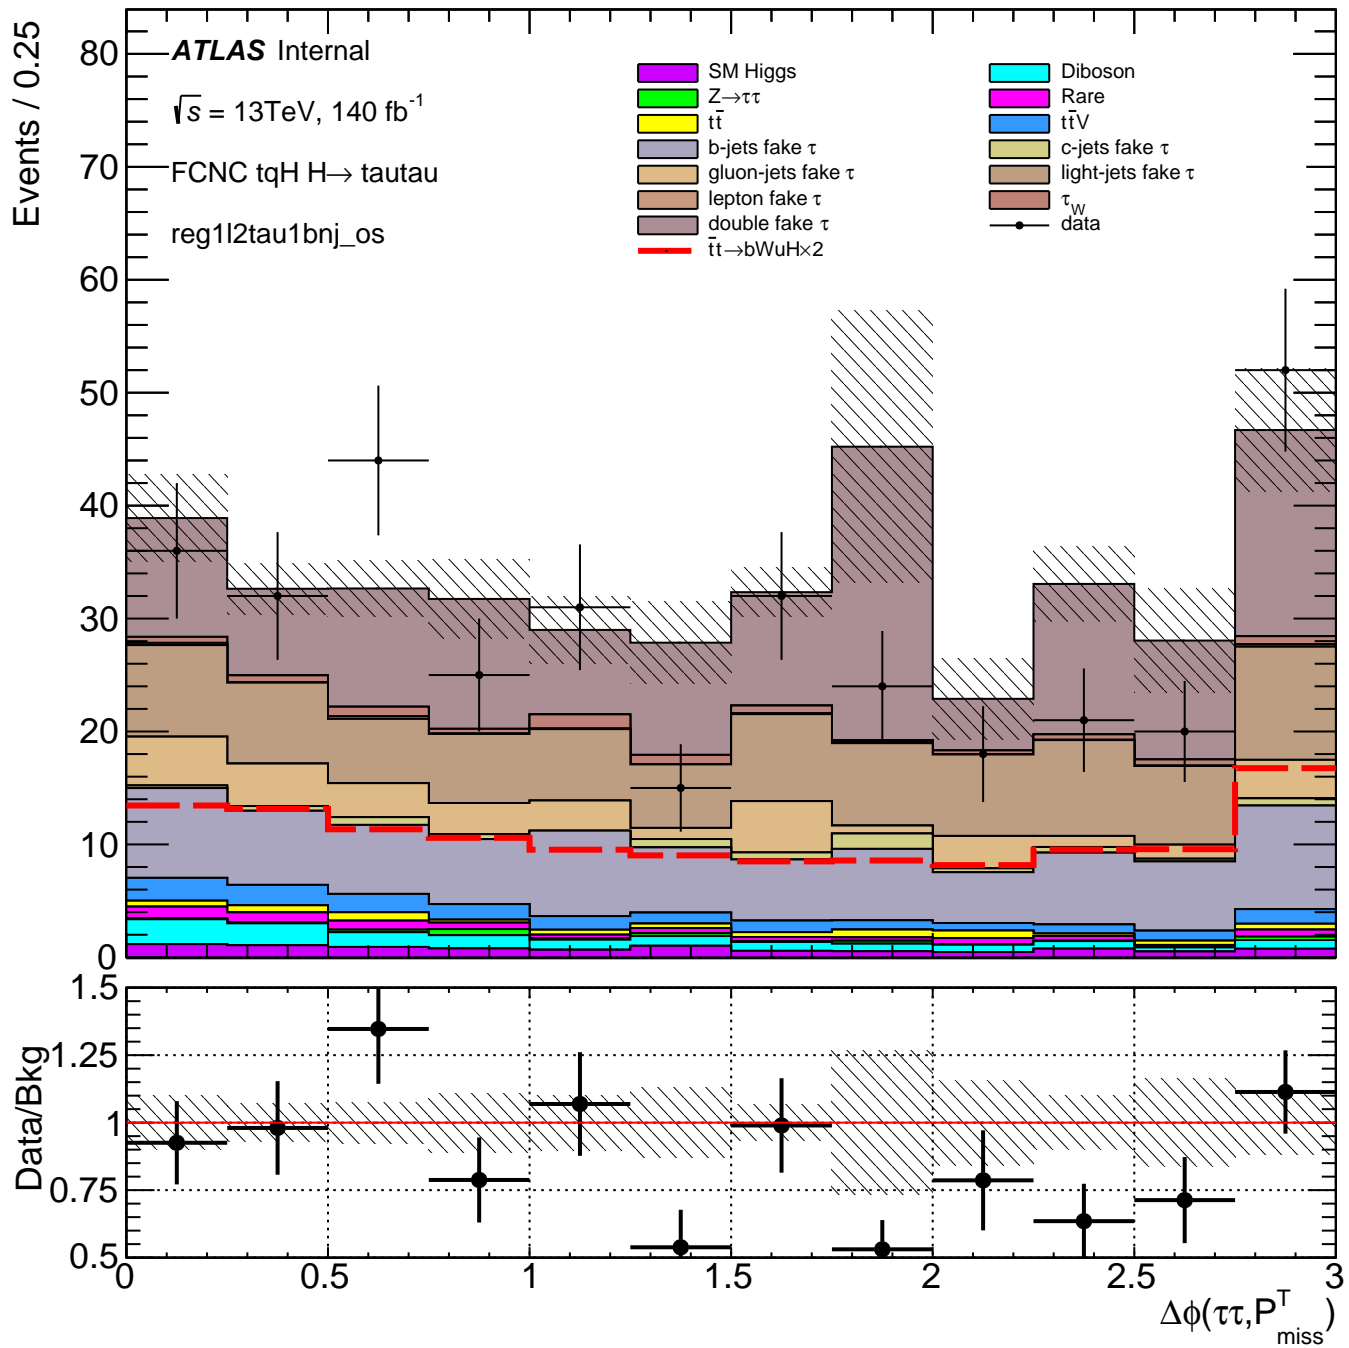 Events / 0.25
80
70
60
50
40
30
20
10
0
ATLAS Internal
√s = 13TeV, 140 fb⁻¹
FCNC tqH H→ tautau
reg1l2tau1bnj_os
SM Higgs
Z→ττ
tt̄
b-jets fake τ
gluon-jets fake τ
lepton fake τ
double fake τ
t̄t→bWuH×2
Diboson
Rare
tt̄V
c-jets fake τ
light-jets fake τ
τ_W
data
Data/Bkg
1.5
1.25
1
0.75
0.5
0 0.5 1 1.5 2 2.5 3
Δϕ(ττ,P^T_miss)